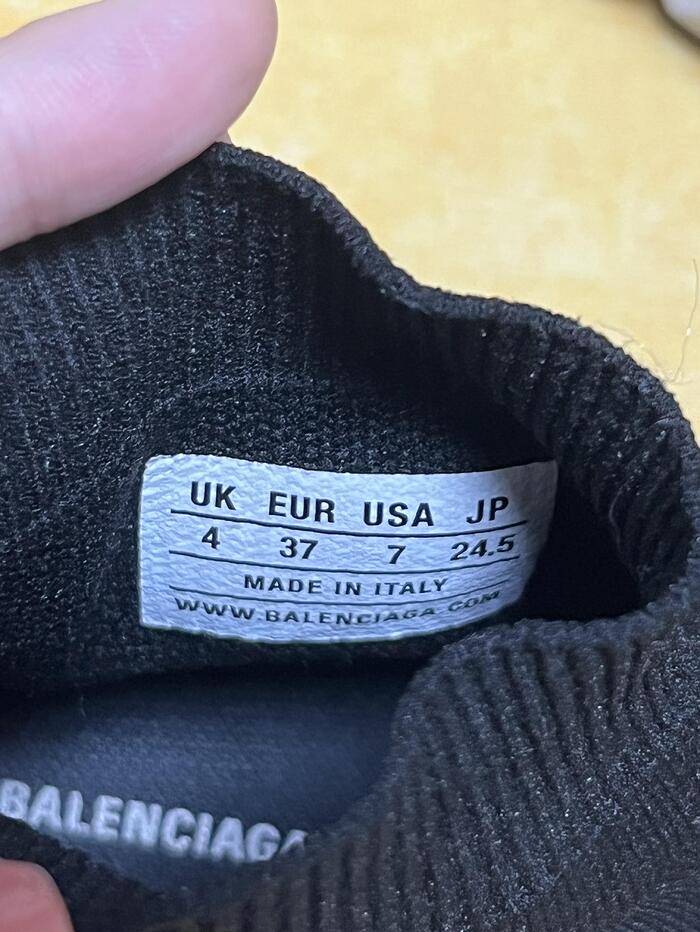 UK EUR USA JP
4 37 7 24.5
MADE IN ITALY
WWW.BALENCIAGA.COM
BALENCIAGA